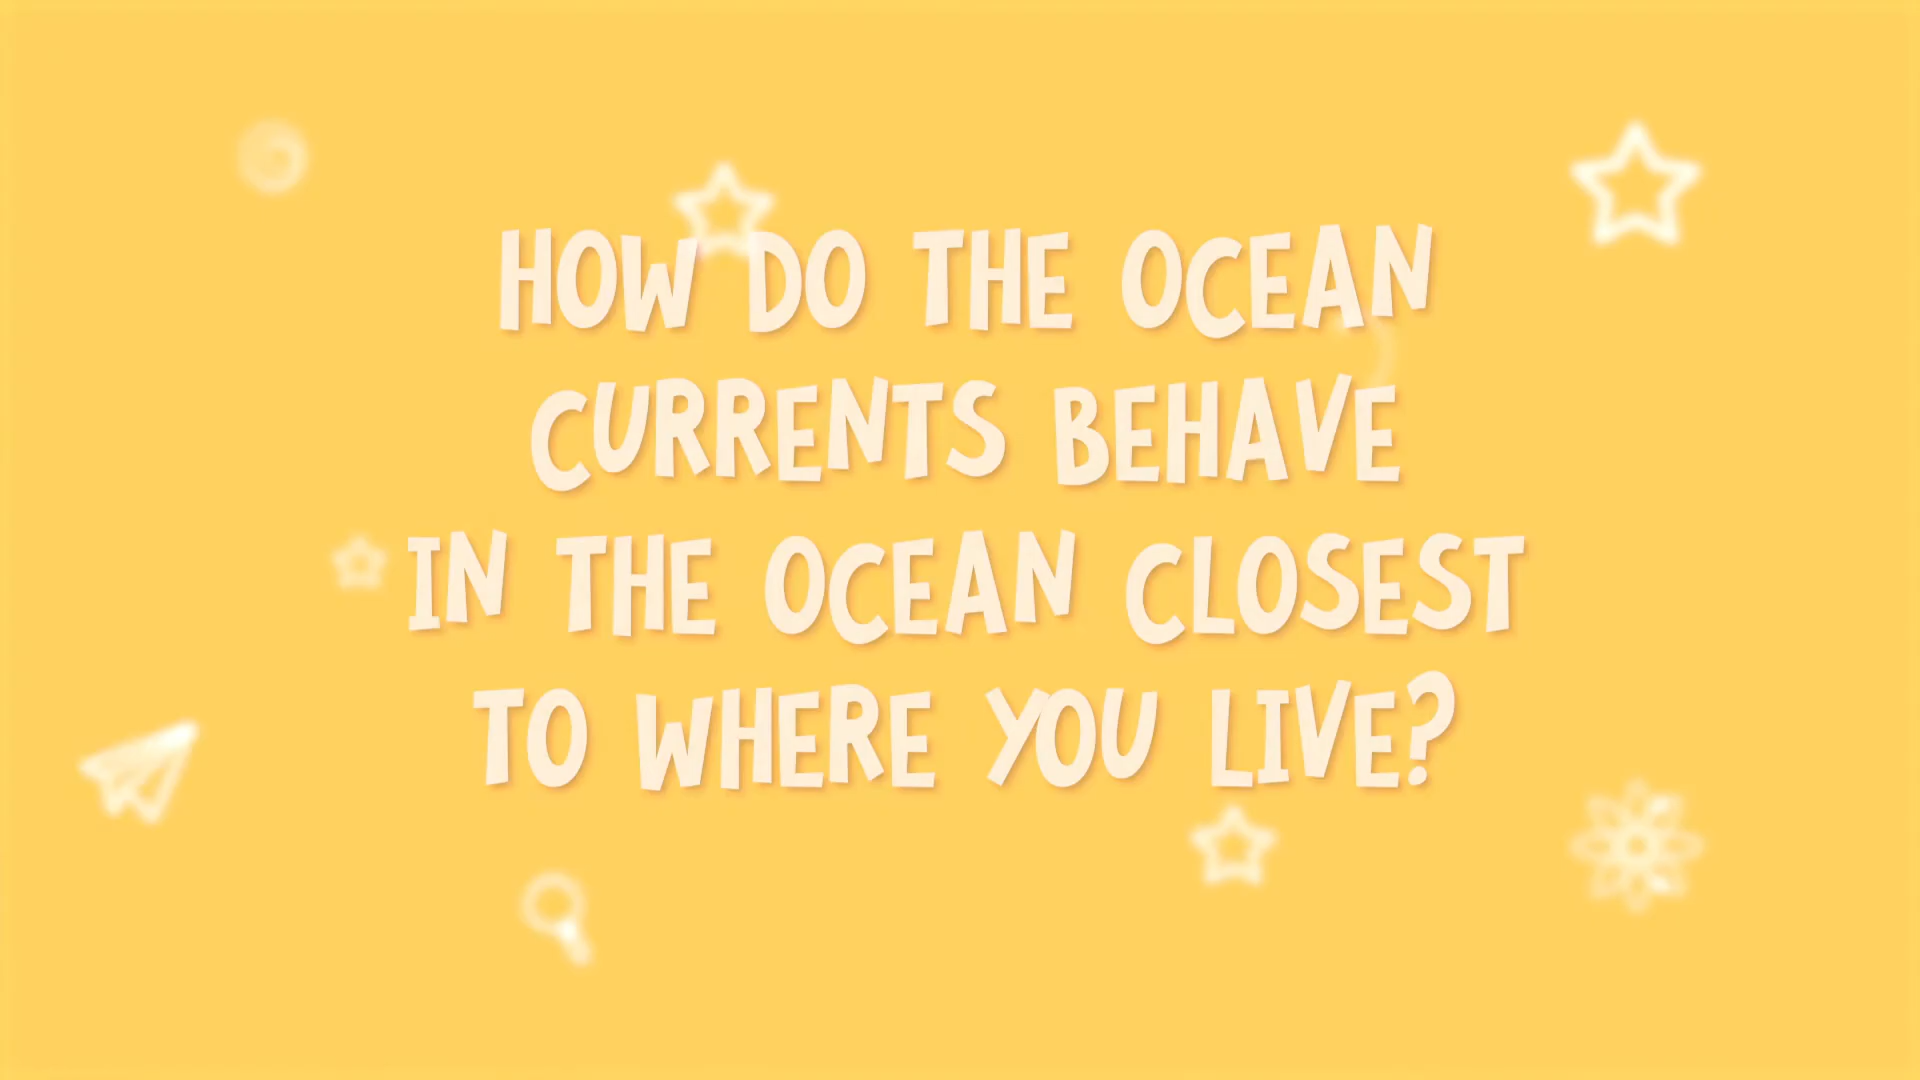 HOW DO THE OCEAN
CURRENTS BEHAVE
IN THE OCEAN CLOSEST
TO WHERE YOU LIVE?